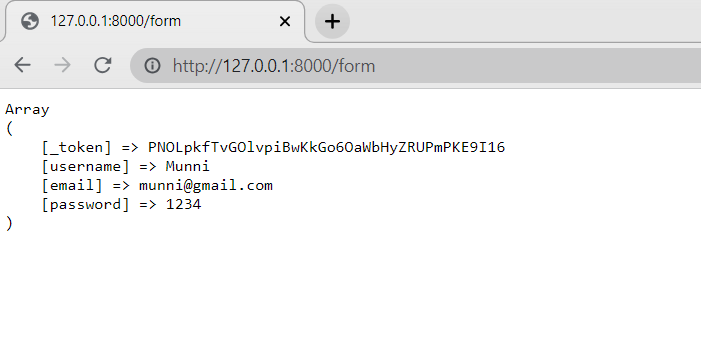 127.0.0.1:8000/form
http://127.0.0.1:8000/form
Array
(
    [_token] => PNOLpkfTvGOlvpiBwKkGo6OaWbHyZRUPmPKE9I16
    [username] => Munni
    [email] => munni@gmail.com
    [password] => 1234
)